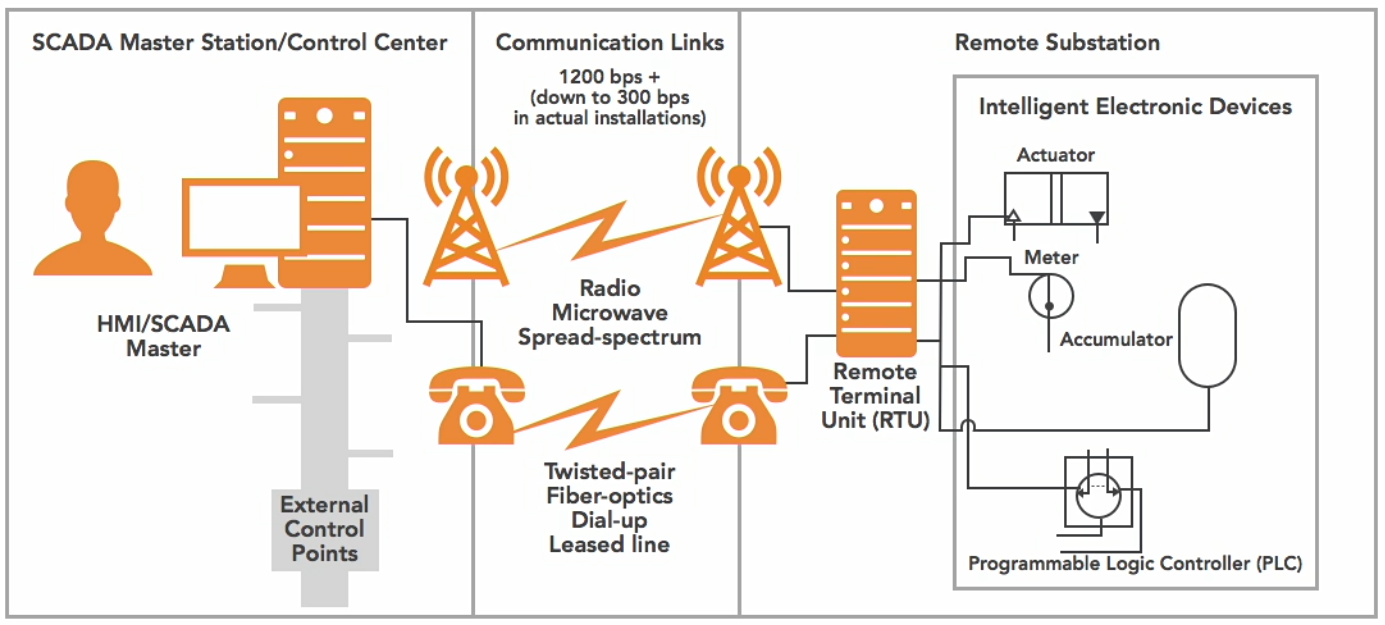 SCADA Master Station/Control Center
HMI/SCADA
Master
External
Control
Points
Communication Links
1200 bps +
(down to 300 bps
in actual installations)
Radio
Microwave
Spread-spectrum
Twisted-pair
Fiber-optics
Dial-up
Leased line
Remote Substation
Remote
Terminal
Unit (RTU)
Intelligent Electronic Devices
Actuator
Meter
Accumulator
Programmable Logic Controller (PLC)